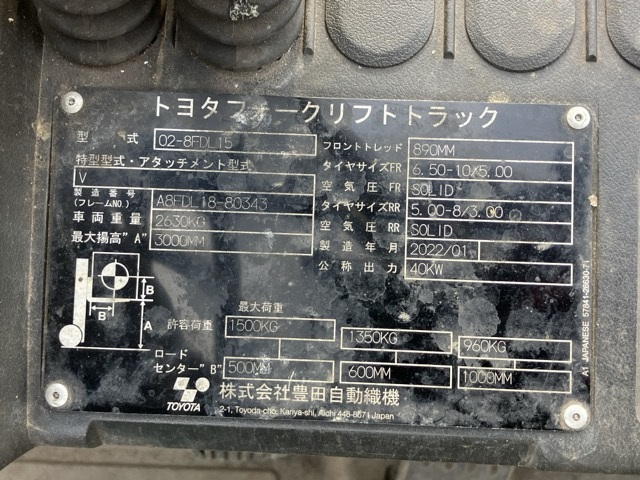 トヨタフォークリフトトラック
型式 02-8FDL15
特型型式・アタッチメント型式
V
製造番号 (フレームNO.) A8FDL18-80343
車両重量 2630KG
最大揚高"A" 3000MM
フロントトレッド 890MM
タイヤサイズFR 6.50-10/5.00
空気圧FR SOLID
タイヤサイズRR 5.00-8/3.00
空気圧RR SOLID
製造年月 2022/01
公称出力 40KW
B
B
A
最大荷重
許容荷重 1500KG 1350KG 960KG
ロードセンター"B" 500MM 600MM 1000MM
TOYOTA
株式会社豊田自動織機
2-1, Toyoda-cho, Kariya-shi, Aichi 448-8671 Japan
A1 JAPANESE 57841-26630-71